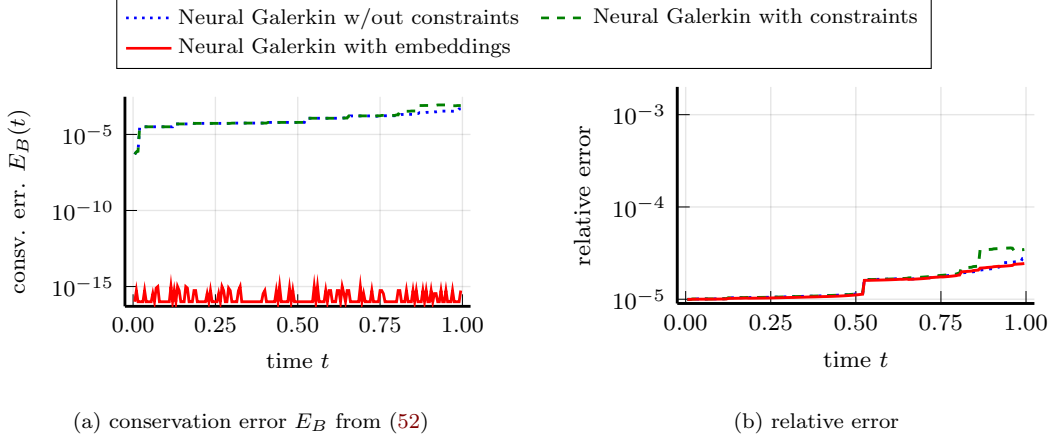 Neural Galerkin w/out constraints
Neural Galerkin with constraints
Neural Galerkin with embeddings
consv. err. E_B(t)
10^{-5}
10^{-10}
10^{-15}
0.00 0.25 0.50 0.75 1.00
time t
(a) conservation error E_B from (52)
relative error
10^{-3}
10^{-4}
10^{-5}
0.00 0.25 0.50 0.75 1.00
time t
(b) relative error